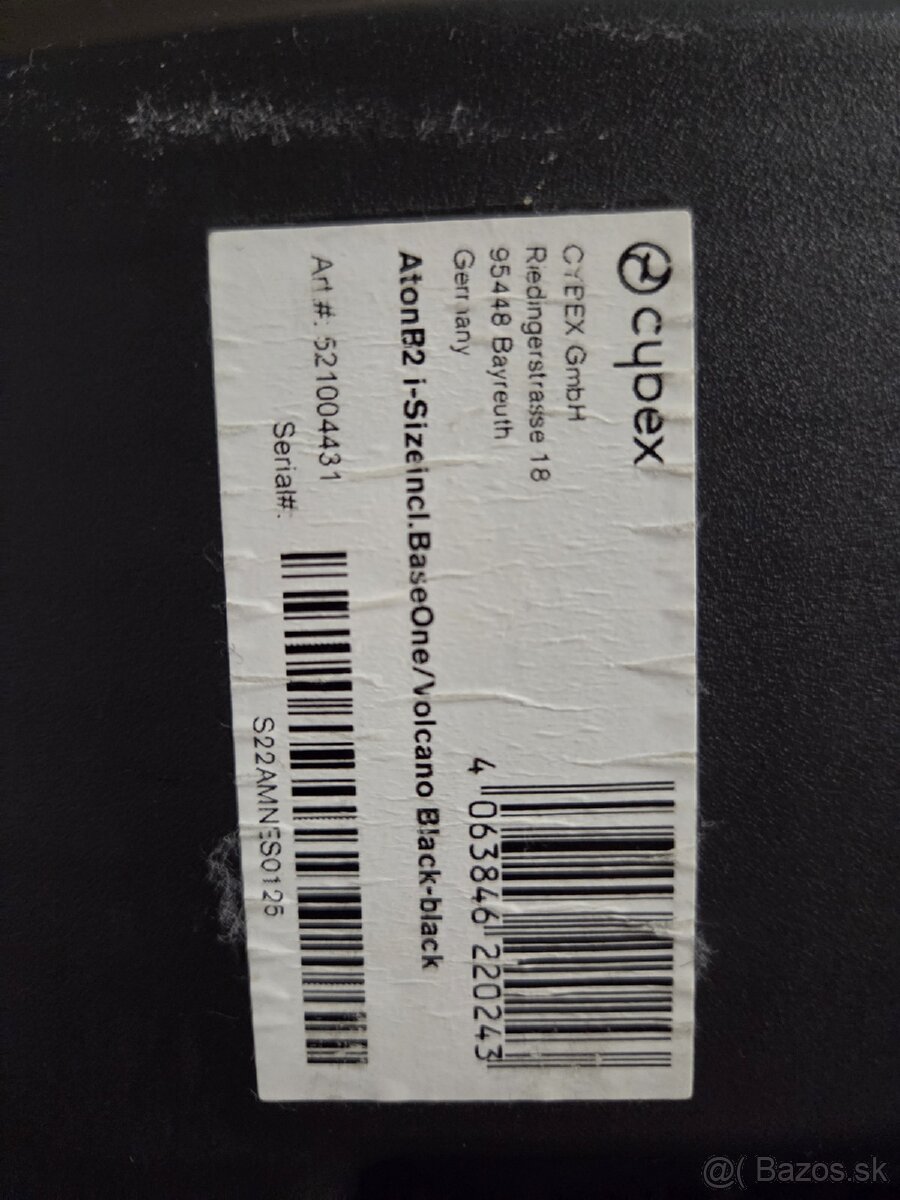 cybex
CYBEX GmbH
Riedingerstrasse 18
95448 Bayreuth
Germany
4 063846 220243
AtonB2 i-Sizeincl.BaseOne/Volcano Black-black
Art #: 521004431
Serial#:
S22AMNES0125
@( Bazos.sk